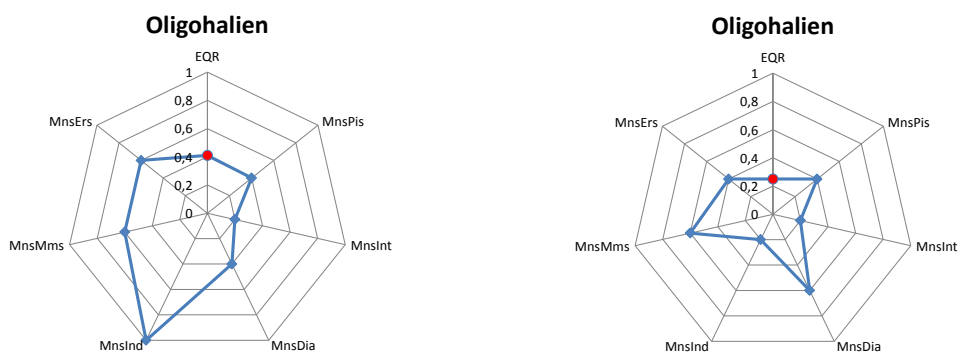 Oligohalien
EQR
1
0,8
0,6
0,4
0,2
0
MnsPis
MnsInt
MnsDia
MnsInd
MnsMms
MnsErs
Oligohalien
EQR
1
0,8
0,6
0,4
0,2
0
MnsPis
MnsInt
MnsDia
MnsInd
MnsMms
MnsErs